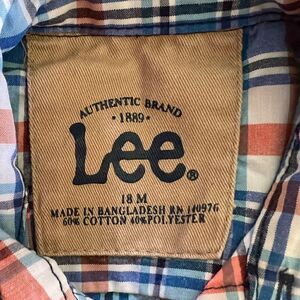 AUTHENTIC BRAND
• 1889 •
Lee®
18 M
MADE IN BANGLADESH RN 140976
60% COTTON 40% POLYESTER